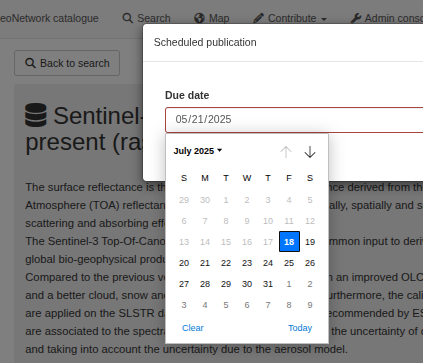 eoNetwork catalogue Search Map Contribute Admin conso
Scheduled publication
Back to search
Due date
05/21/2025
Sentinel-
present (ra
July 2025
S M T W T F S
29 30 1 2 3 4 5
6 7 8 9 10 11 12
13 14 15 16 17 18 19
20 21 22 23 24 25 26
27 28 29 30 31 1 2
3 4 5 6 7 8 9
Clear Today
The surface reflectance is th nce derived from th
Atmosphere (TOA) reflectan ally, spatially and s
scattering and absorbing eff
The Sentinel-3 Top-Of-Cano mmon input to deriv
global bio-geophysical produ
Compared to the previous ve n an improved OLC
and a better cloud, snow and urthermore, the cali
are applied on the SLSTR da ecommended by ES
are associated to the spectra the uncertainty of o
and taking into account the uncertainty due to the aerosol model.